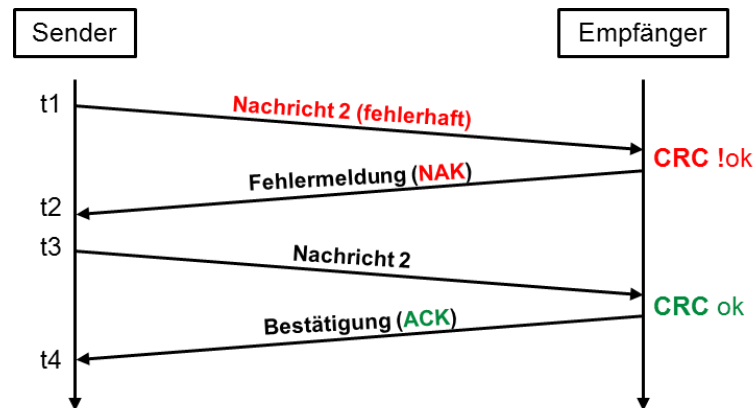 Sender
Empfänger
t1
Nachricht 2 (fehlerhaft)
CRC !ok
Fehlermeldung (NAK)
t2
t3
Nachricht 2
CRC ok
Bestätigung (ACK)
t4